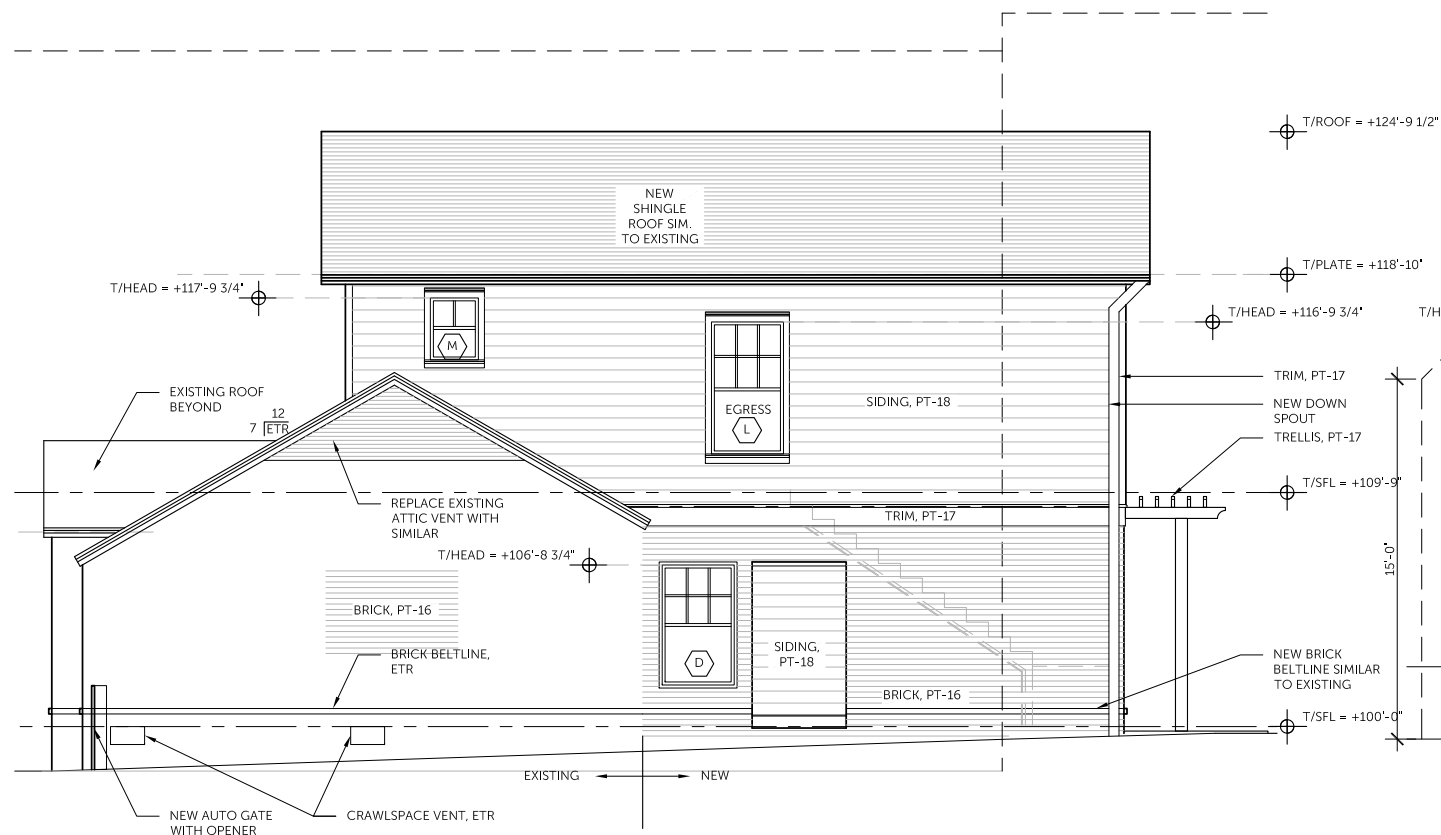 T/ROOF = +124'-9 1/2"
NEW
SHINGLE
ROOF SIM.
TO EXISTING
T/PLATE = +118'-10"
T/HEAD = +117'-9 3/4"
T/HEAD = +116'-9 3/4"
T/H
M
EXISTING ROOF
BEYOND
12
7
ETR
EGRESS
L
SIDING, PT-18
TRIM, PT-17
NEW DOWN
SPOUT
TRELLIS, PT-17
T/SFL = +109'-9"
REPLACE EXISTING
ATTIC VENT WITH
SIMILAR
TRIM, PT-17
T/HEAD = +106'-8 3/4"
15'-0"
BRICK, PT-16
BRICK BELTLINE,
ETR
D
SIDING,
PT-18
BRICK, PT-16
NEW BRICK
BELTLINE SIMILAR
TO EXISTING
T/SFL = +100'-0"
EXISTING
NEW
NEW AUTO GATE
WITH OPENER
CRAWLSPACE VENT, ETR